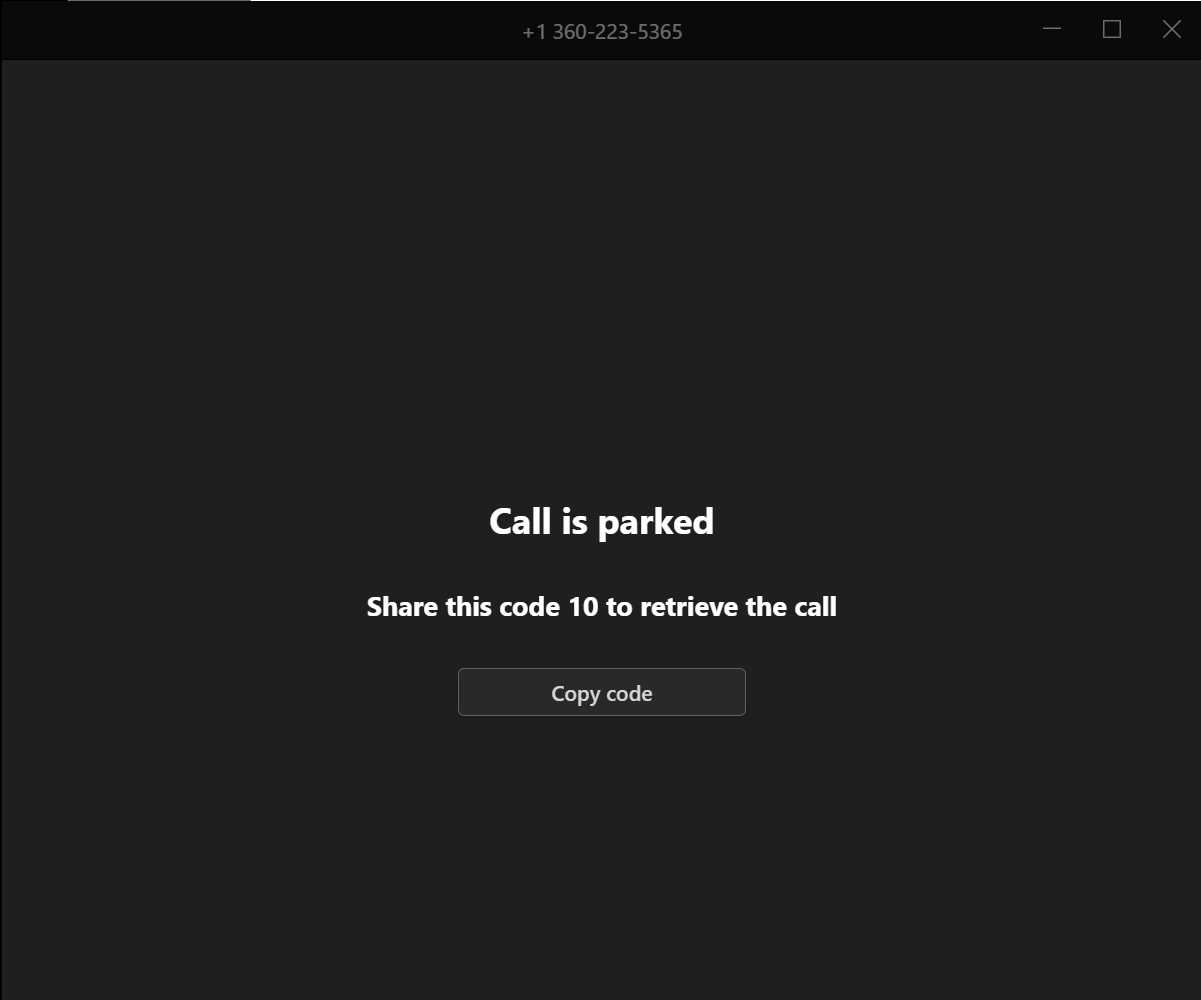 +1 360-223-5365
Call is parked
Share this code 10 to retrieve the call
Copy code